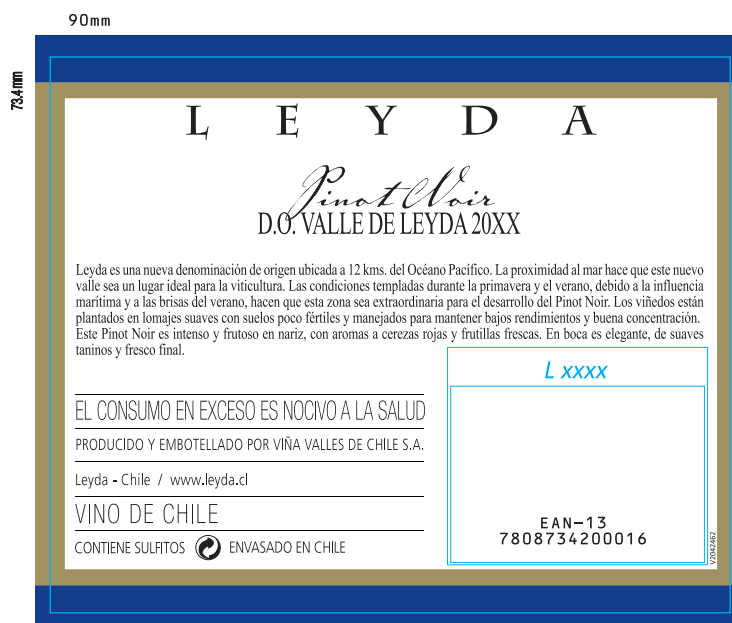 90mm
73.4mm
L E Y D A
Pinot Noir
D.O. VALLE DE LEYDA 20XX
Leyda es una nueva denominación de origen ubicada a 12 kms. del Océano Pacífico. La proximidad al mar hace que este nuevo
valle sea un lugar ideal para la viticultura. Las condiciones templadas durante la primavera y el verano, debido a la influencia
marítima y a las brisas del verano, hacen que esta zona sea extraordinaria para el desarrollo del Pinot Noir. Los viñedos están
plantados en lomajes suaves con suelos poco fértiles y manejados para mantener bajos rendimientos y buena concentración.
Este Pinot Noir es intenso y frutoso en nariz, con aromas a cerezas rojas y frutillas frescas. En boca es elegante, de suaves
taninos y fresco final.
L xxxx
EL CONSUMO EN EXCESO ES NOCIVO A LA SALUD
PRODUCIDO Y EMBOTELLADO POR VIÑA VALLES DE CHILE S.A.
Leyda - Chile / www.leyda.cl
VINO DE CHILE
CONTIENE SULFITOS ENVASADO EN CHILE
EAN-13
7808734200016
V2042462